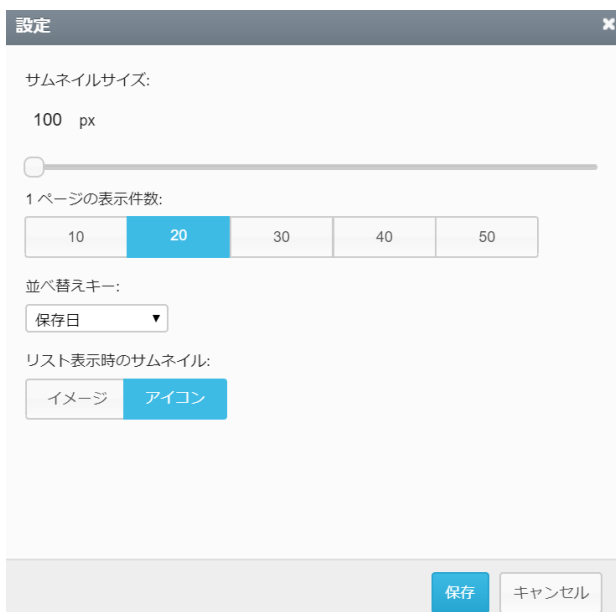 設定
サムネイルサイズ:
100 px
1 ページの表示件数:
10 20 30 40 50
並べ替えキー:
保存日
リスト表示時のサムネイル:
イメージ アイコン
保存 キャンセル